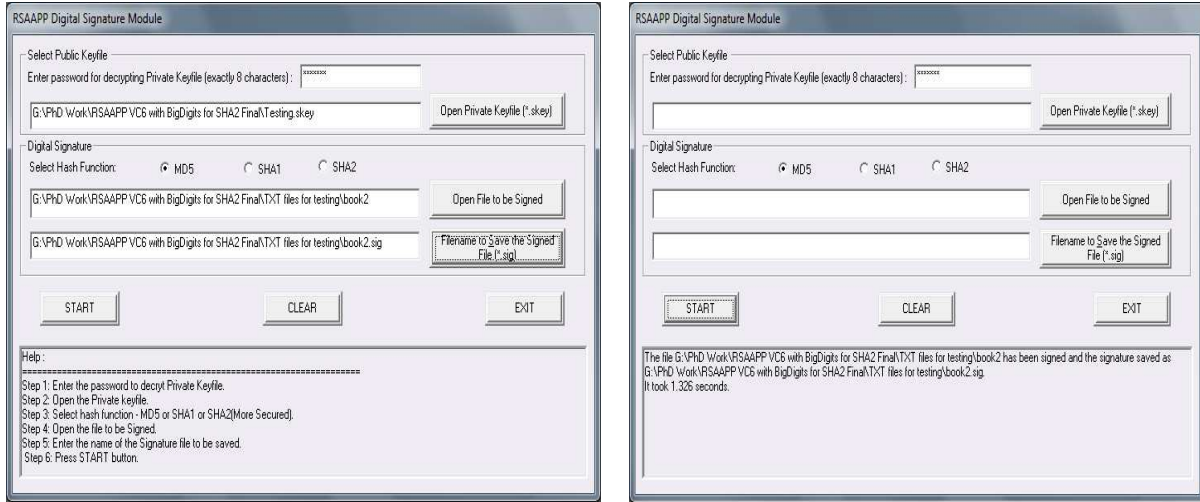 RSAAPP Digital Signature Module
Select Public Keyfile
Enter password for decrypting Private Keyfile (exactly 8 characters) :
xxxxxxxx
G:\PhD Work\RSAAPP VC6 with BigDigits for SHA2 Final\Testing.skey
Open Private Keyfile (*.skey)
Digital Signature
Select Hash Function:
MD5
SHA1
SHA2
G:\PhD Work\RSAAPP VC6 with BigDigits for SHA2 Final\TXT files for testing\book2
Open File to be Signed
G:\PhD Work\RSAAPP VC6 with BigDigits for SHA2 Final\TXT files for testing\book2.sig
Filename to Save the Signed
File (*.sig)
START
CLEAR
EXIT
Help :
==========================================================================
Step 1: Enter the password to decryt Private Keyfile.
Step 2: Open the Private keyfile.
Step 3: Select hash function - MD5 or SHA1 or SHA2(More Secured).
Step 4: Open the file to be Signed.
Step 5: Enter the name of the Signature file to be saved.
Step 6: Press START button.
RSAAPP Digital Signature Module
Select Public Keyfile
Enter password for decrypting Private Keyfile (exactly 8 characters) :
xxxxxxxx
Open Private Keyfile (*.skey)
Digital Signature
Select Hash Function:
MD5
SHA1
SHA2
Open File to be Signed
Filename to Save the Signed
File (*.sig)
START
CLEAR
EXIT
The file G:\PhD Work\RSAAPP VC6 with BigDigits for SHA2 Final\TXT files for testing\book2 has been signed and the signature saved as
G:\PhD Work\RSAAPP VC6 with BigDigits for SHA2 Final\TXT files for testing\book2.sig.
It took 1.326 seconds.